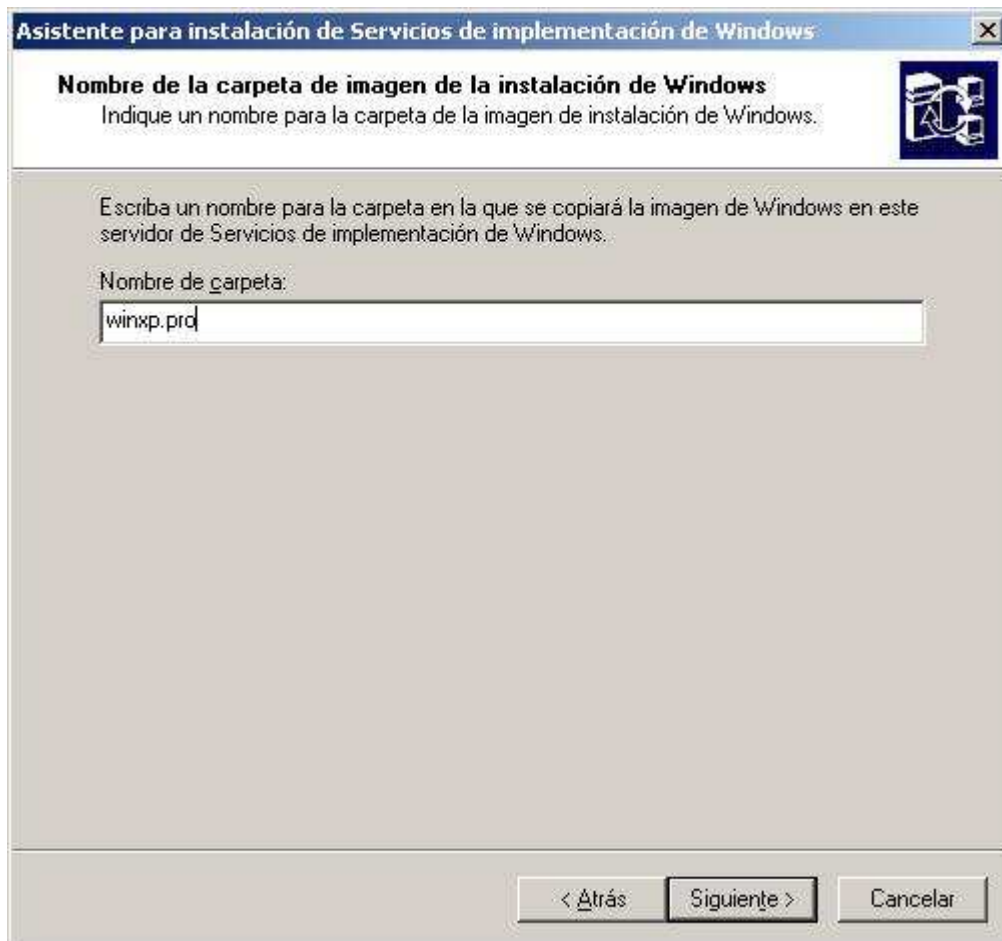 Asistente para instalación de Servicios de implementación de Windows
Nombre de la carpeta de imagen de la instalación de Windows
Indique un nombre para la carpeta de la imagen de instalación de Windows.
Escriba un nombre para la carpeta en la que se copiará la imagen de Windows en este
servidor de Servicios de implementación de Windows.
Nombre de carpeta:
winxp.pro
< Atrás Siguiente > Cancelar